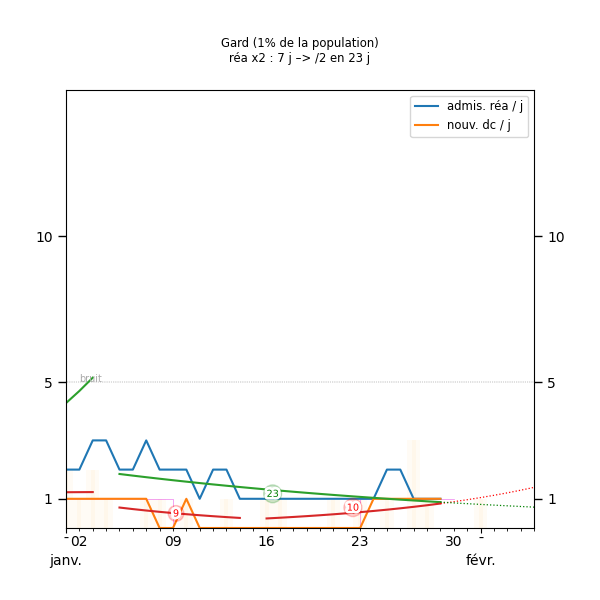 Gard (1% de la population)
réa x2 : 7 j –> /2 en 23 j
admis. réa / j
nouv. dc / j
10 10
bruit
5 5
23
10
9
1 1
02 09 16 23 30
janv. févr.